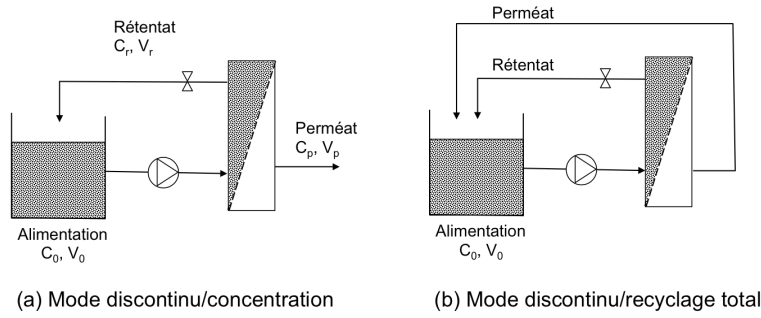 Rétentat
Cr, Vr
Perméat
Cp, Vp
Alimentation
C0, V0
(a) Mode discontinu/concentration
Perméat
Rétentat
Alimentation
C0, V0
(b) Mode discontinu/recyclage total